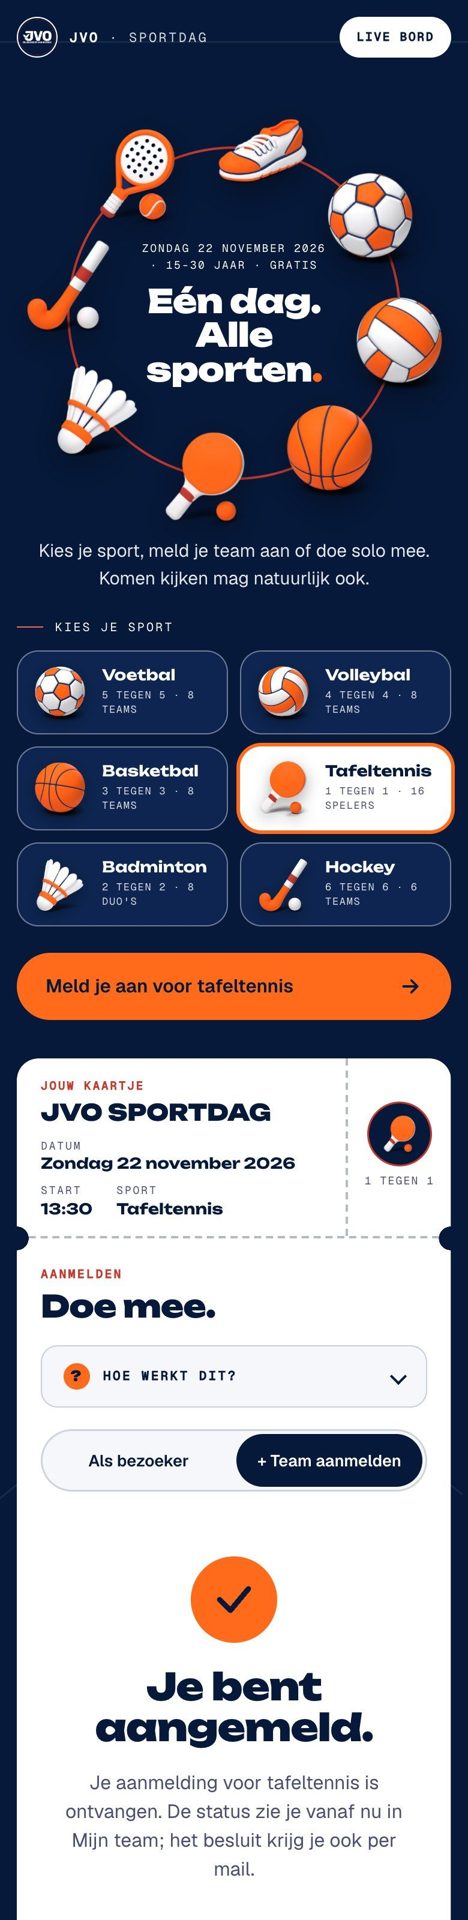 JVO
JVO · SPORTDAG
LIVE BORD
ZONDAG 22 NOVEMBER 2026
· 15-30 JAAR · GRATIS
Eén dag.
Alle
sporten.
Kies je sport, meld je team aan of doe solo mee.
Komen kijken mag natuurlijk ook.
KIES JE SPORT
Voetbal
5 TEGEN 5 · 8
TEAMS
Volleybal
4 TEGEN 4 · 8
TEAMS
Basketbal
3 TEGEN 3 · 8
TEAMS
Tafeltennis
1 TEGEN 1 · 16
SPELERS
Badminton
2 TEGEN 2 · 8
DUO'S
Hockey
6 TEGEN 6 · 6
TEAMS
Meld je aan voor tafeltennis →
JOUW KAARTJE
JVO SPORTDAG
DATUM
Zondag 22 november 2026
START SPORT
13:30 Tafeltennis
1 TEGEN 1
AANMELDEN
Doe mee.
? HOE WERKT DIT?
Als bezoeker
+ Team aanmelden
Je bent
aangemeld.
Je aanmelding voor tafeltennis is
ontvangen. De status zie je vanaf nu in
Mijn team; het besluit krijg je ook per
mail.